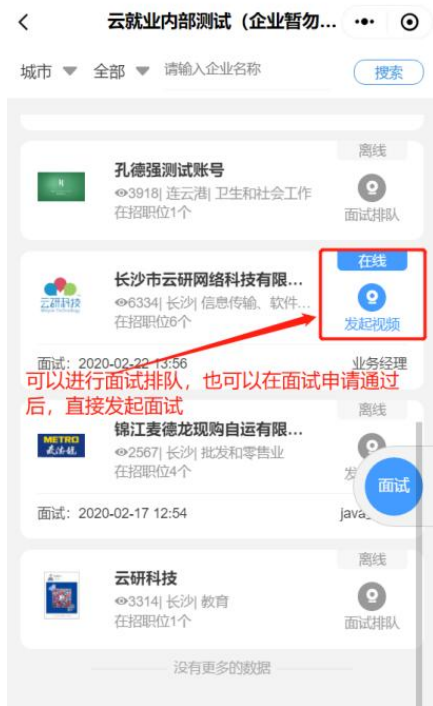 云就业内部测试（企业暂勿...
城市 全部 请输入企业名称 搜索
离线
孔德强测试账号
3918| 连云港| 卫生和社会工作
在招职位1个
面试排队
在线
长沙市云研网络科技有限...
云研科技
6334| 长沙| 信息传输、软件...
在招职位6个
发起视频
面试：2020-02-22 13:56 业务经理
可以进行面试排队，也可以在面试申请通过
后，直接发起面试
离线
锦江麦德龙现购自运有限...
METRO
麦德龙
2567| 长沙| 批发和零售业
在招职位4个
发
面试
面试：2020-02-17 12:54 java
离线
云研科技
3314| 长沙| 教育
在招职位1个
面试排队
没有更多的数据